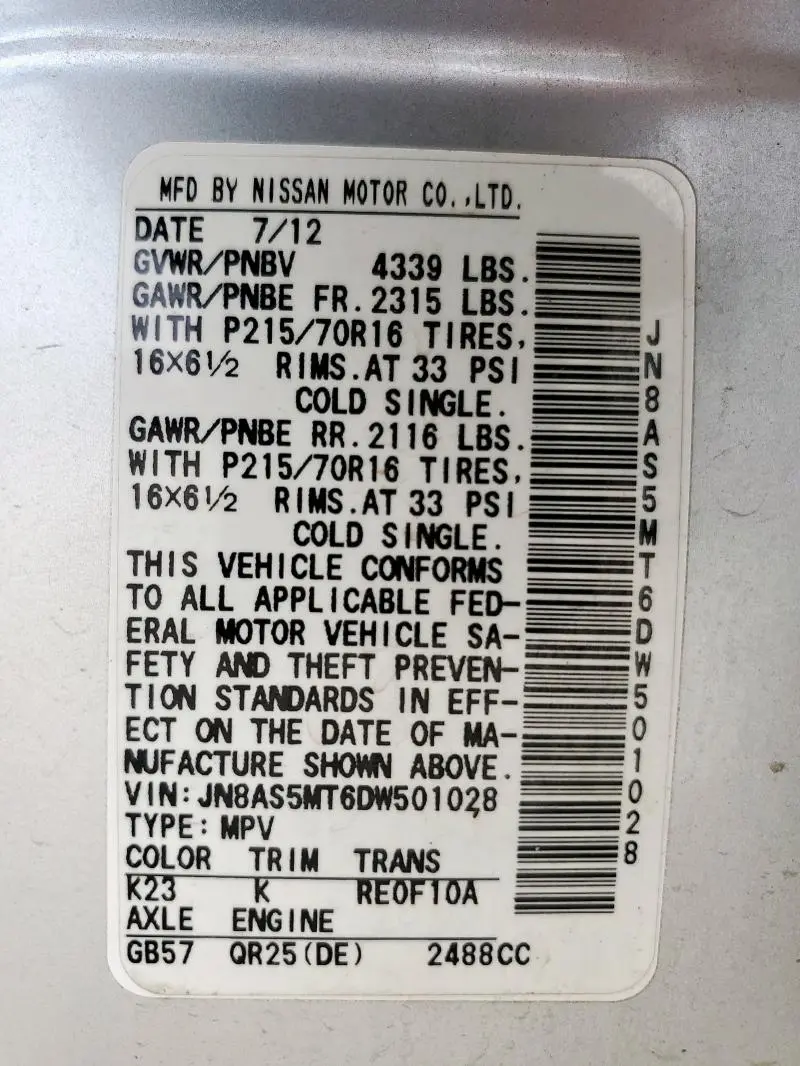 MFD BY NISSAN MOTOR CO.,LTD.
DATE 7/12
GVWR/PNBV 4339 LBS.
GAWR/PNBE FR.2315 LBS.
WITH P215/70R16 TIRES,
16×6½ RIMS.AT 33 PSI
COLD SINGLE.
GAWR/PNBE RR.2116 LBS.
WITH P215/70R16 TIRES,
16×6½ RIMS.AT 33 PSI
COLD SINGLE.
THIS VEHICLE CONFORMS
TO ALL APPLICABLE FED-
ERAL MOTOR VEHICLE SA-
FETY AND THEFT PREVEN-
TION STANDARDS IN EFF-
ECT ON THE DATE OF MA-
NUFACTURE SHOWN ABOVE.
VIN:JN8AS5MT6DW501028
TYPE:MPV
COLOR TRIM TRANS
K23 K RE0F10A
AXLE ENGINE
GB57 QR25(DE) 2488CC
JN8AS5MT6DW501028